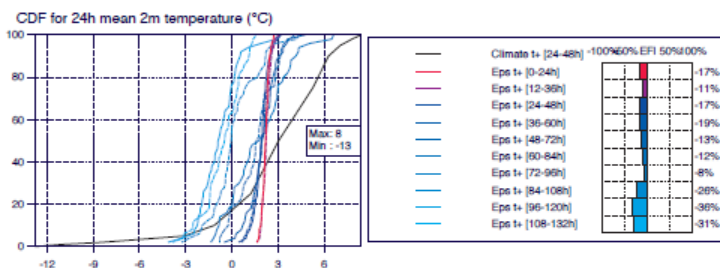 CDF for 24h mean 2m temperature (°C)
100
80
60
40
20
0
-12 -9 -6 -3 0 3 6
Max: 8
Min : -13
Climate t+ [24-48h] -100% 60% EFI 50% 100%
Eps t+ [0-24h] -17%
Eps t+ [12-36h] -11%
Eps t+ [24-48h] -17%
Eps t+ [36-60h] -19%
Eps t+ [48-72h] -13%
Eps t+ [60-84h] -12%
Eps t+ [72-96h] -8%
Eps t+ [84-108h] -26%
Eps t+ [96-120h] -36%
Eps t+ [108-132h] -31%